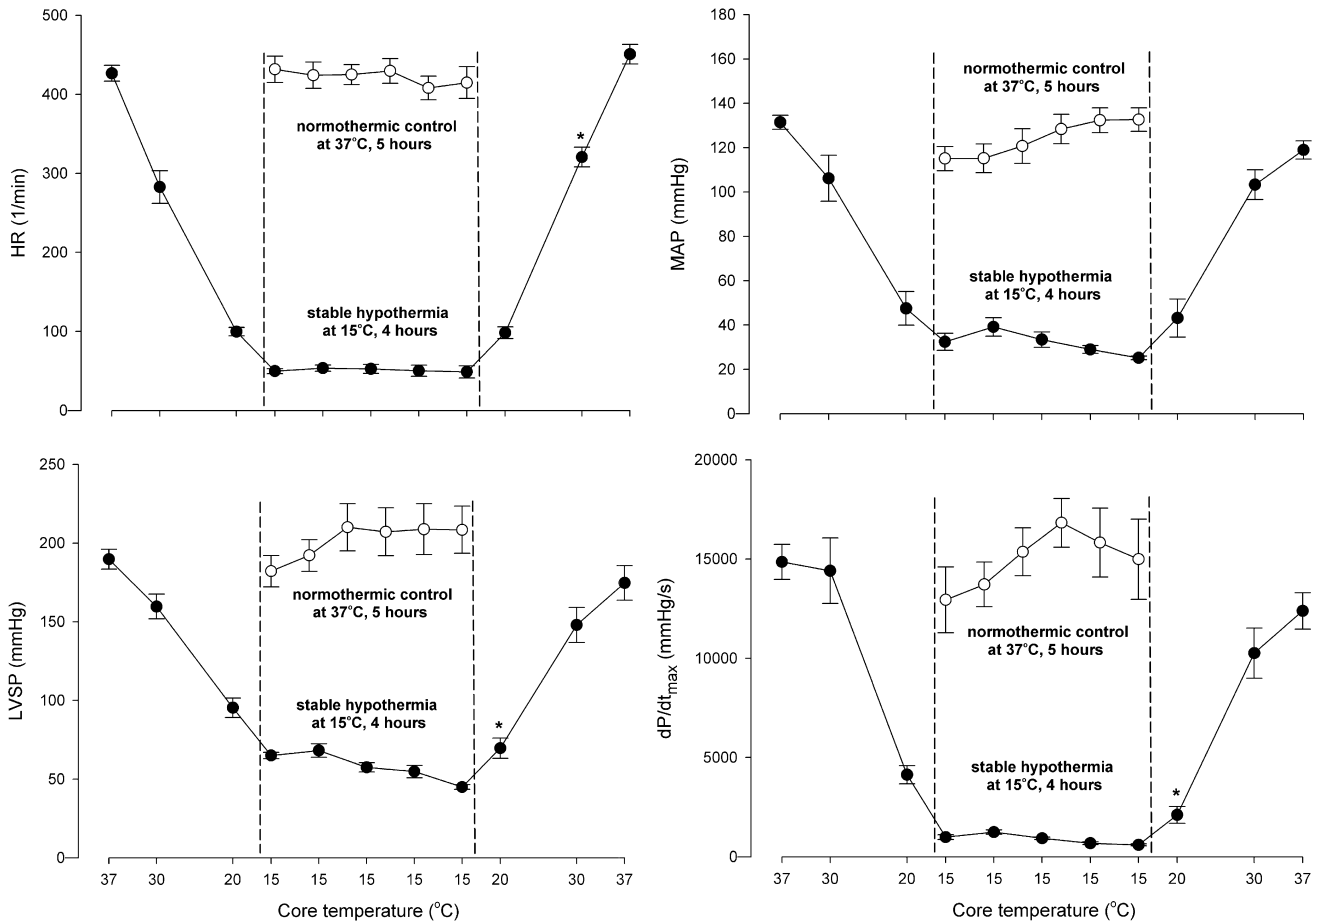 500
400
300
200
100
0
HR (1/min)
normothermic control
at 37°C, 5 hours
stable hypothermia
at 15°C, 4 hours
*
180
160
140
120
100
80
60
40
20
0
MAP (mmHg)
normothermic control
at 37°C, 5 hours
stable hypothermia
at 15°C, 4 hours
250
200
150
100
50
0
LVSP (mmHg)
normothermic control
at 37°C, 5 hours
stable hypothermia
at 15°C, 4 hours
*
37 30 20 15 15 15 15 15 20 30 37
Core temperature (°C)
20000
15000
10000
5000
0
dP/dtmax (mmHg/s)
normothermic control
at 37°C, 5 hours
stable hypothermia
at 15°C, 4 hours
*
37 30 20 15 15 15 15 15 20 30 37
Core temperature (°C)